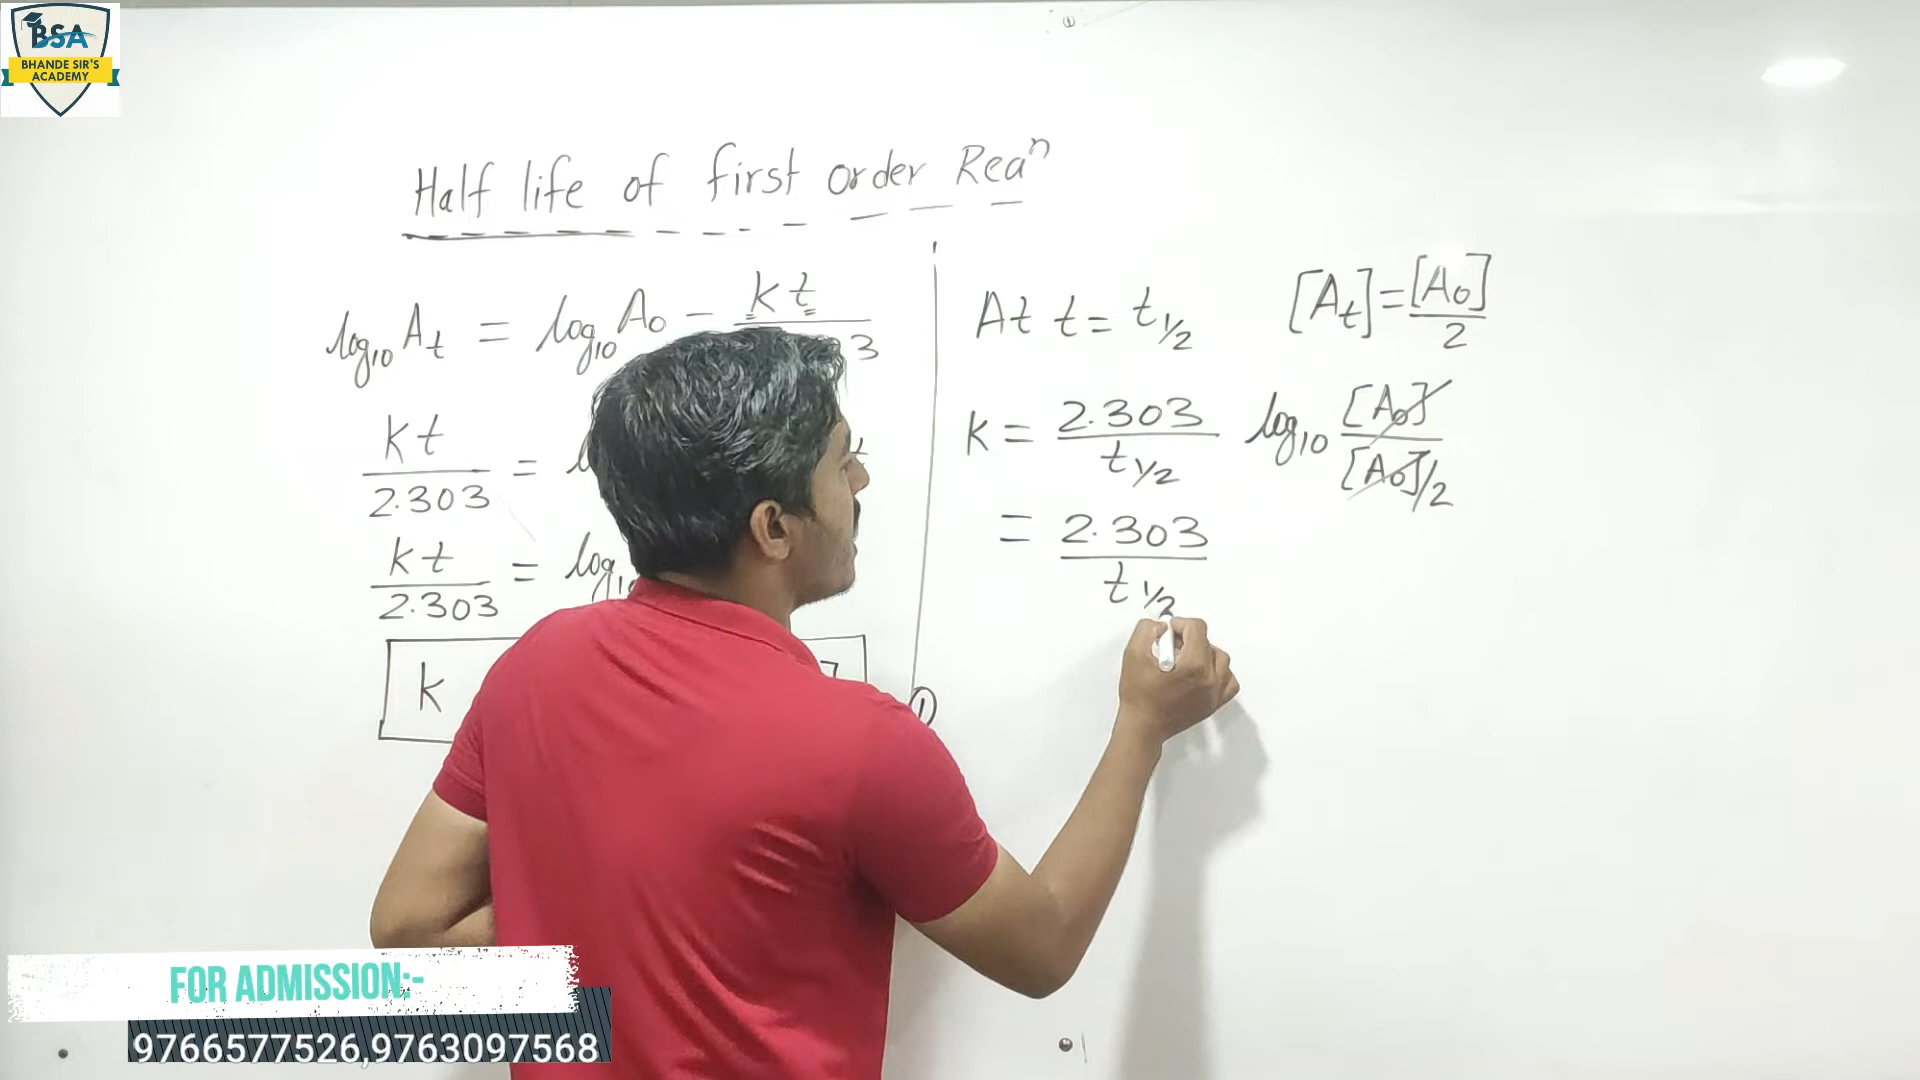 BSA
BHANDE SIR'S
ACADEMY
Half life of first order Reaⁿ
log₁₀ At = log₁₀ A₀ - kt / 3
kt / 2.303 =
kt / 2.303 = log₁₀
k
①
At t = t1/2 [At] = [A₀] / 2
k = 2.303 / t1/2 log₁₀ [A₀] / [A₀]/2
= 2.303 / t1/2
FOR ADMISSION:-
9766577526,9763097568